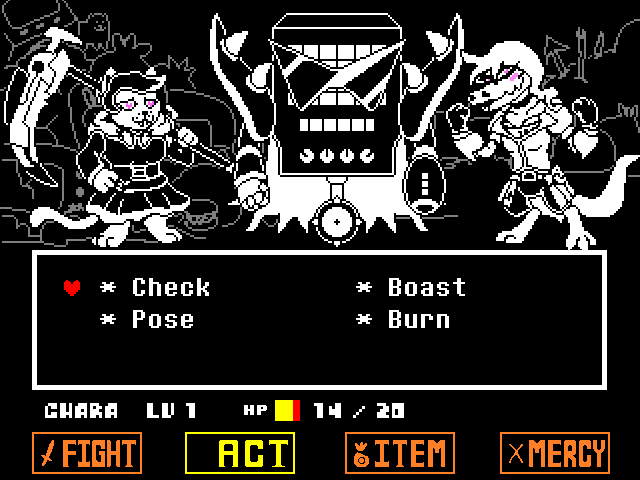 * Check * Boast
* Pose * Burn
CHARA LV 1 HP 14 / 20
FIGHT ACT ITEM MERCY